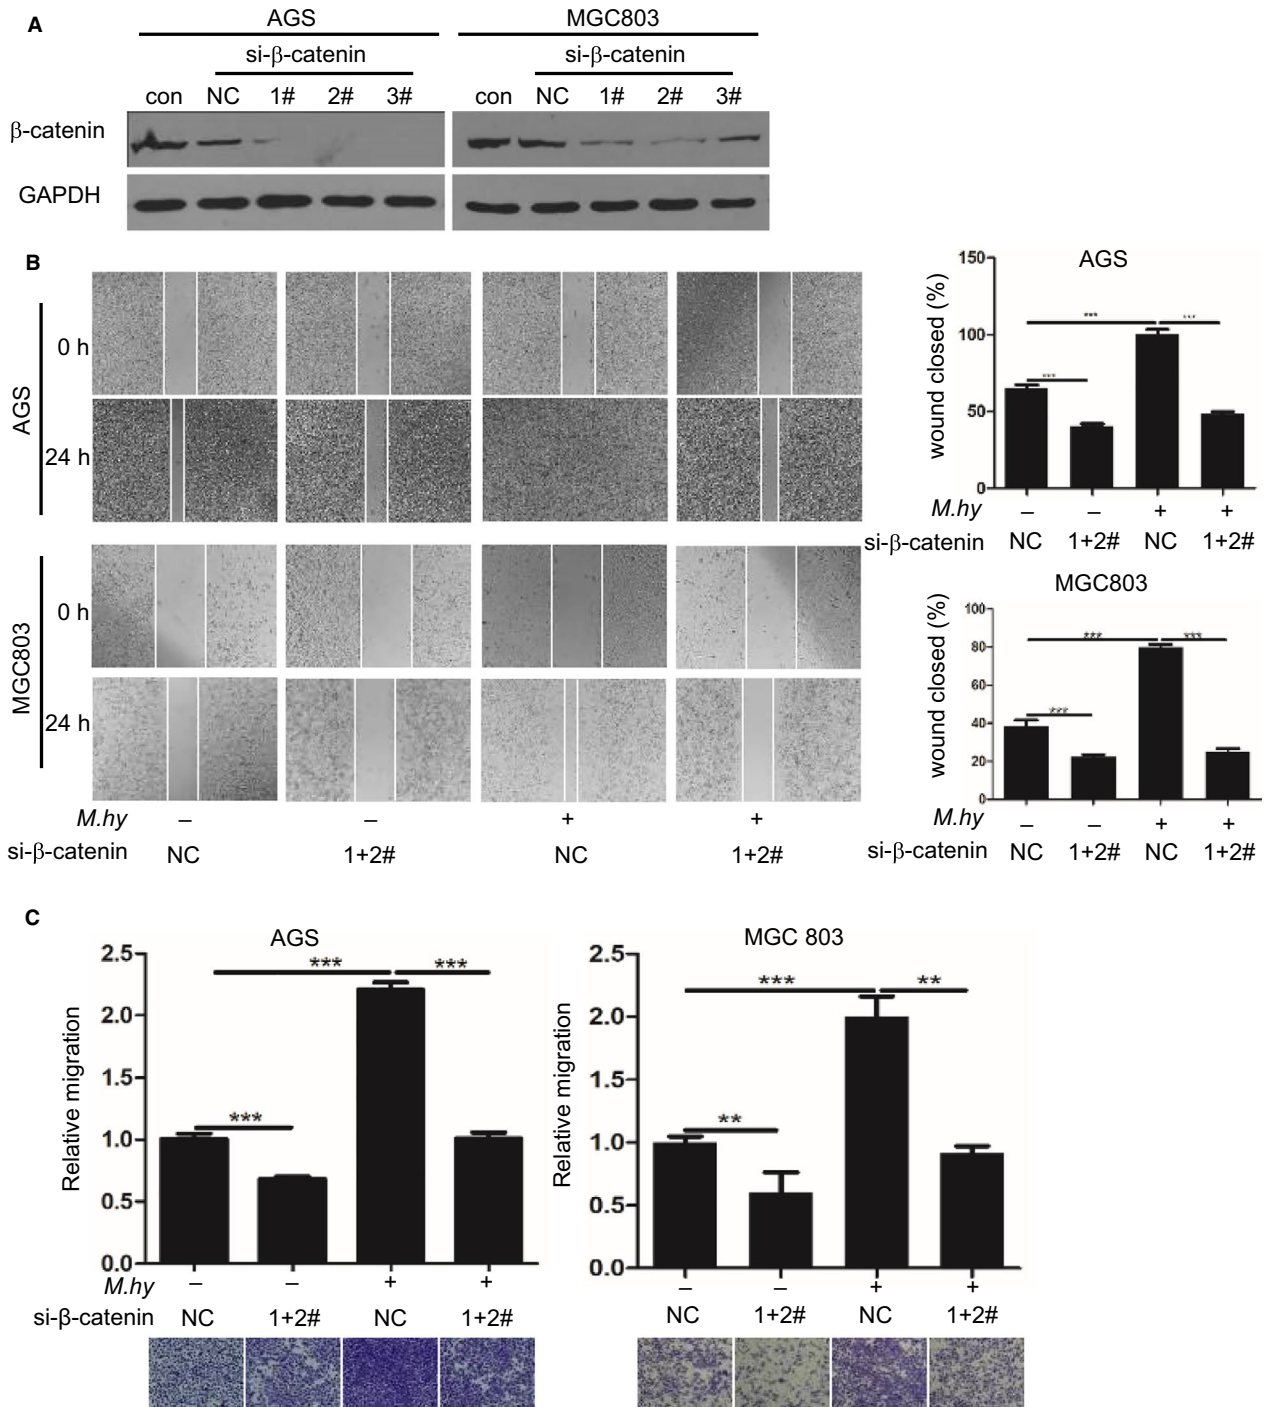 A
AGS
MGC803
si-β-catenin
si-β-catenin
con NC 1# 2# 3#
con NC 1# 2# 3#
β-catenin
GAPDH
B
AGS
0 h
24 h
MGC803
0 h
24 h
M.hy – – + +
si-β-catenin NC 1+2# NC 1+2#
AGS
wound closed (%)
150
100
50
0
***
***
***
M.hy – – + +
si-β-catenin NC 1+2# NC 1+2#
MGC803
wound closed (%)
100
80
60
40
20
0
***
***
***
M.hy – – + +
si-β-catenin NC 1+2# NC 1+2#
C
AGS
Relative migration
2.5
2.0
1.5
1.0
0.5
0.0
***
***
***
M.hy – – + +
si-β-catenin NC 1+2# NC 1+2#
MGC 803
Relative migration
2.5
2.0
1.5
1.0
0.5
0.0
***
**
**
– – + +
NC 1+2# NC 1+2#